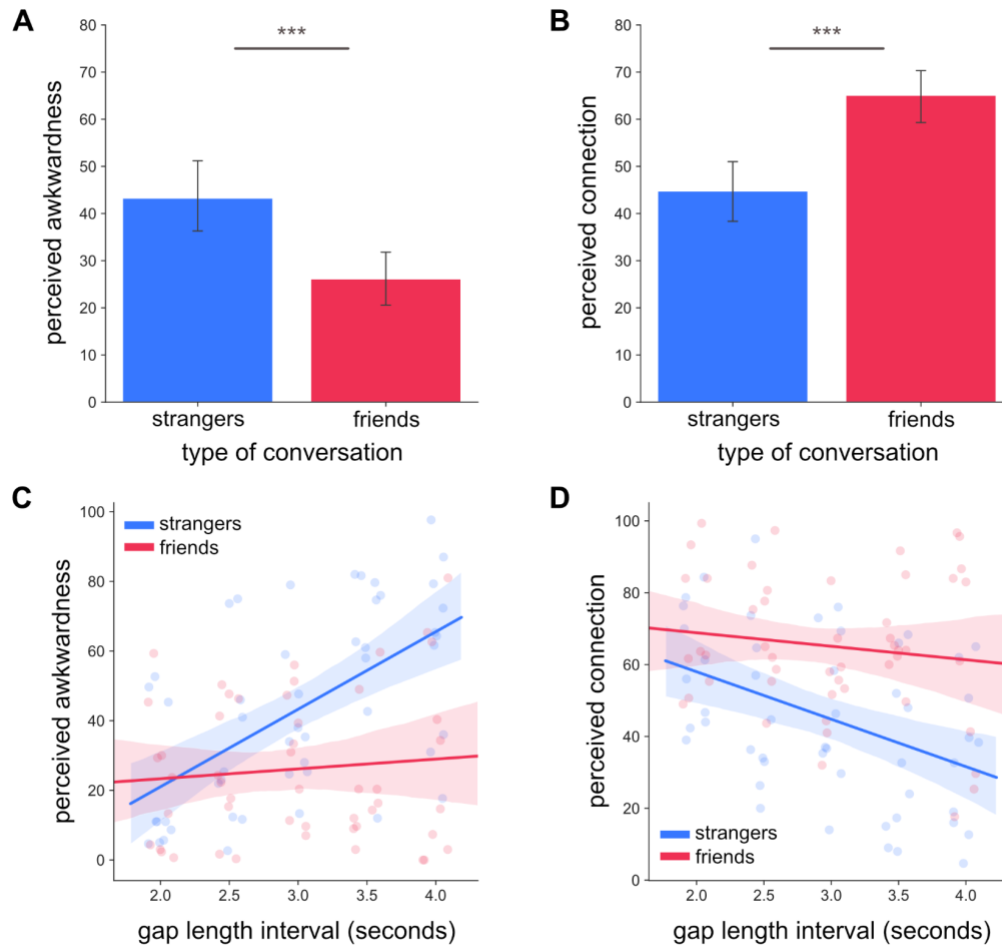 A
perceived awkwardness
80
70
60
50
40
30
20
10
0
***
strangers
friends
type of conversation
B
perceived connection
80
70
60
50
40
30
20
10
0
***
strangers
friends
type of conversation
C
perceived awkwardness
100
80
60
40
20
0
strangers
friends
2.0
2.5
3.0
3.5
4.0
gap length interval (seconds)
D
perceived connection
100
80
60
40
20
0
strangers
friends
2.0
2.5
3.0
3.5
4.0
gap length interval (seconds)